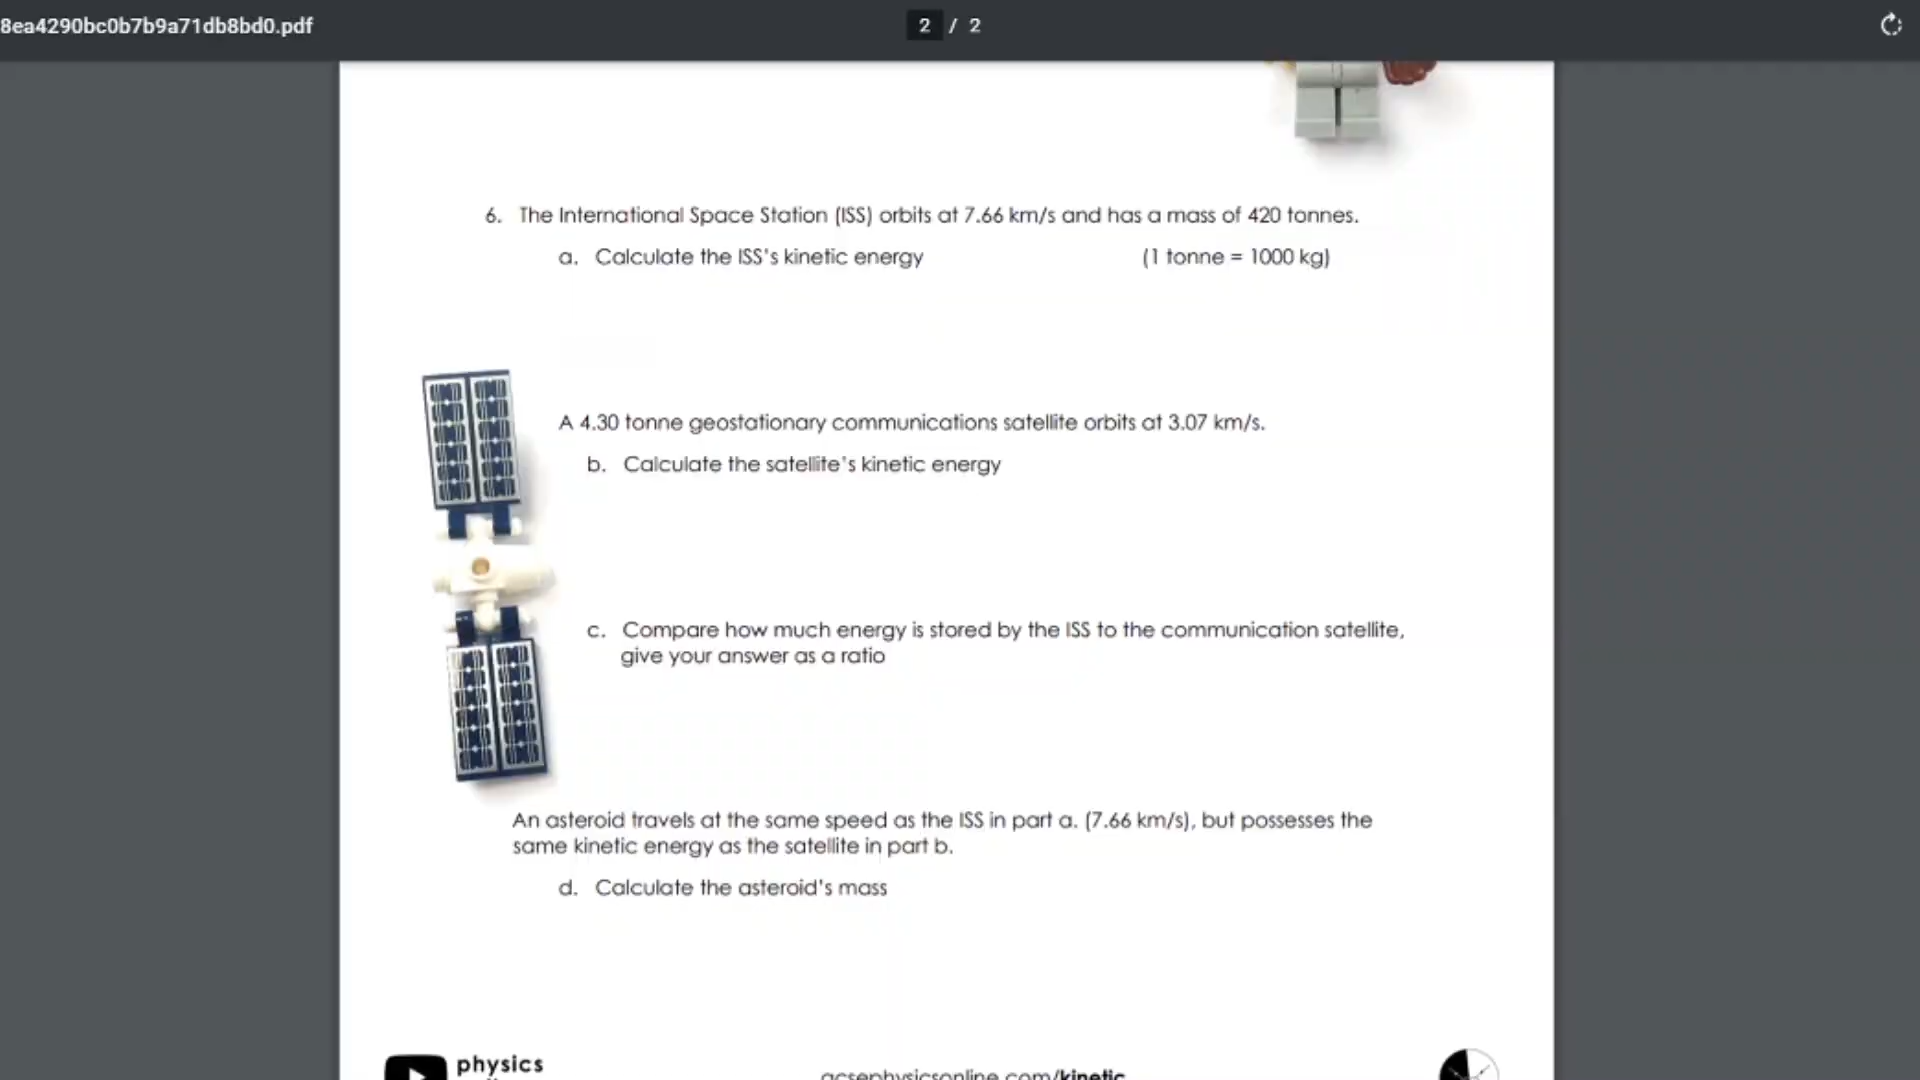 8ea4290bc0b7b9a71db8bd0.pdf
2 / 2
6. The International Space Station (ISS) orbits at 7.66 km/s and has a mass of 420 tonnes.
a. Calculate the ISS's kinetic energy (1 tonne = 1000 kg)
A 4.30 tonne geostationary communications satellite orbits at 3.07 km/s.
b. Calculate the satellite's kinetic energy
c. Compare how much energy is stored by the ISS to the communication satellite,
give your answer as a ratio
An asteroid travels at the same speed as the ISS in part a. (7.66 km/s), but possesses the
same kinetic energy as the satellite in part b.
d. Calculate the asteroid's mass
physics
gcsephysicsonline.com/kinetic